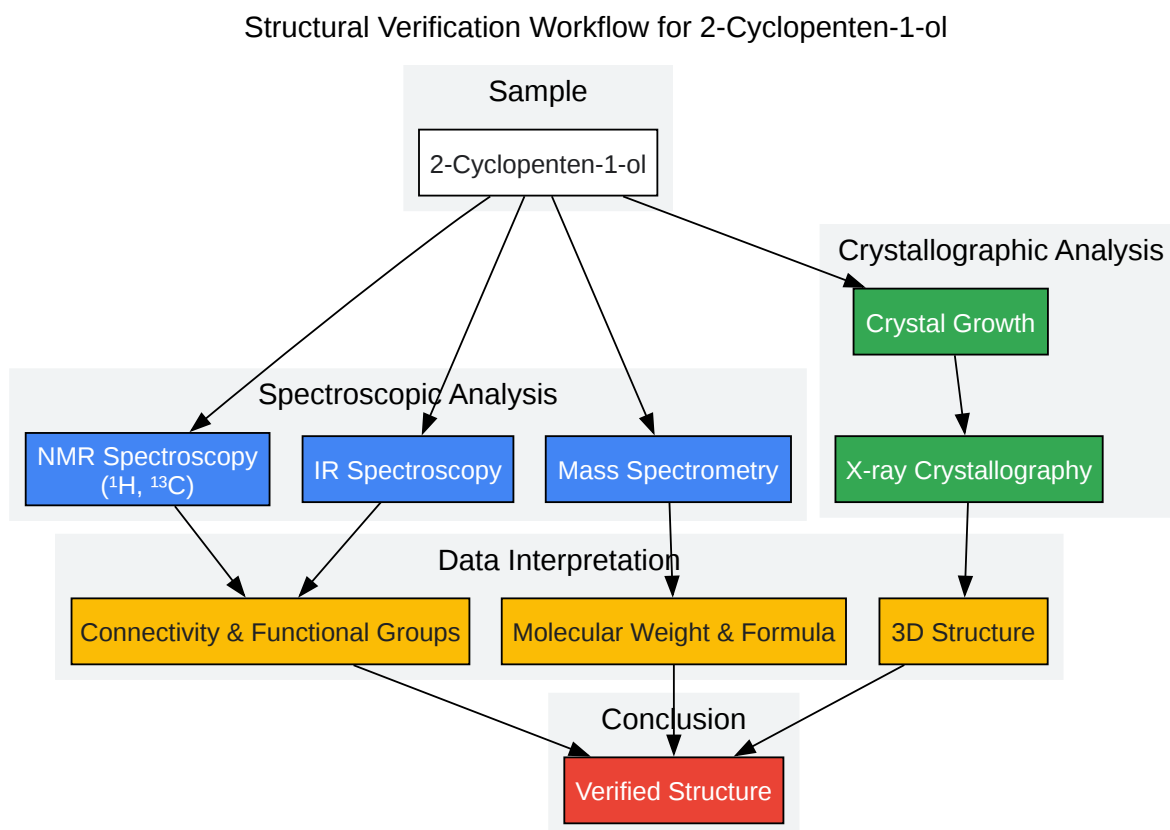 Structural Verification Workflow for 2-Cyclopenten-1-ol
Sample
2-Cyclopenten-1-ol
Crystallographic Analysis
Crystal Growth
Spectroscopic Analysis
NMR Spectroscopy
(¹H, ¹³C)
IR Spectroscopy
Mass Spectrometry
X-ray Crystallography
Data Interpretation
Connectivity & Functional Groups
Molecular Weight & Formula
3D Structure
Conclusion
Verified Structure